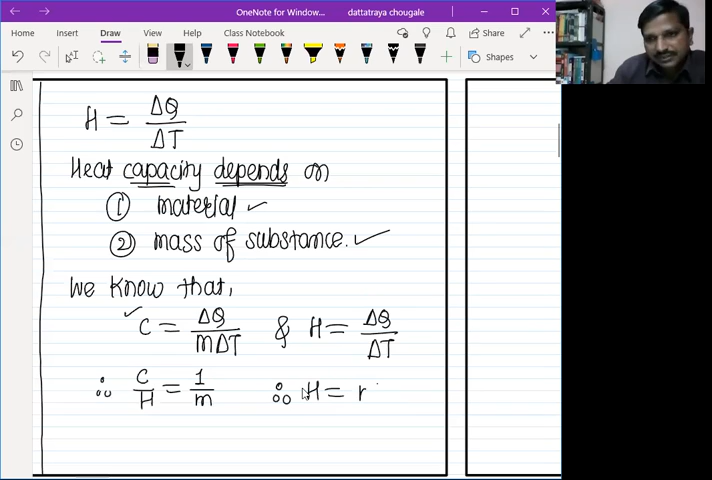 OneNote for Window... dattatraya chougale
Home Insert Draw View Class Notebook Share
Shapes
H = ΔQ/ΔT
Heat capacity depends on
① material ✓
② mass of substance. ✓
We know that,
✓ C = ΔQ/mΔT & H = ΔQ/ΔT
∴ C/H = 1/m ∴ H = r